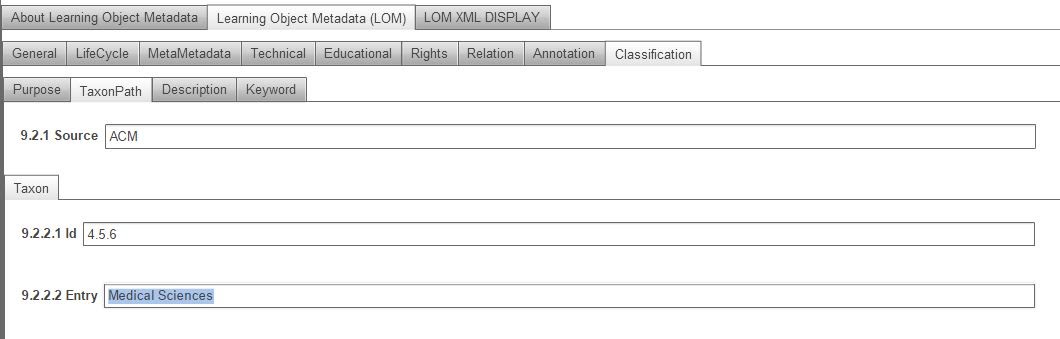 About Learning Object Metadata Learning Object Metadata (LOM) LOM XML DISPLAY
General LifeCycle MetaMetadata Technical Educational Rights Relation Annotation Classification
Purpose TaxonPath Description Keyword
9.2.1 Source ACM
Taxon
9.2.2.1 Id 4.5.6
9.2.2.2 Entry Medical Sciences